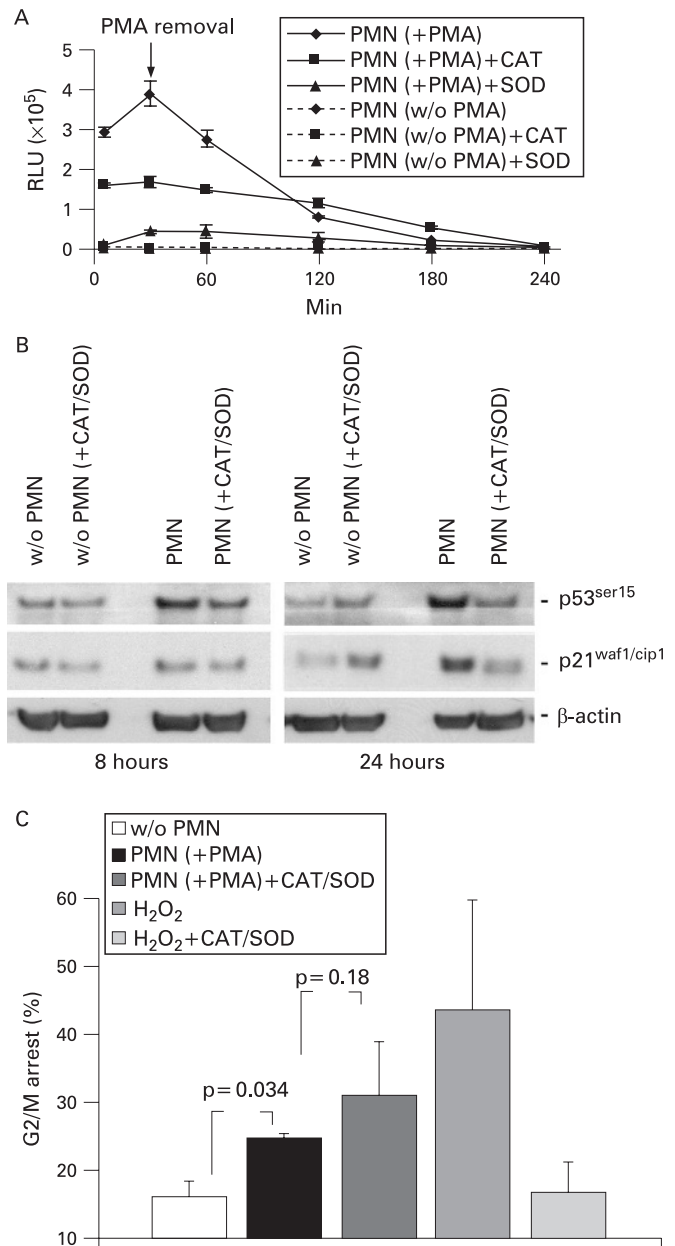 A
PMA removal
PMN (+PMA)
PMN (+PMA)+CAT
PMN (+PMA)+SOD
PMN (w/o PMA)
PMN (w/o PMA)+CAT
PMN (w/o PMA)+SOD
RLU (×10⁵)
5
4
3
2
1
0
0
60
120
180
240
Min
B
w/o PMN
w/o PMN (+CAT/SOD)
PMN
PMN (+CAT/SOD)
w/o PMN
w/o PMN (+CAT/SOD)
PMN
PMN (+CAT/SOD)
- p53ˢᵉʳ¹⁵
- p21ʷᵃᶠ¹/ᶜⁱᵖ¹
- β-actin
8 hours
24 hours
C
w/o PMN
PMN (+PMA)
PMN (+PMA)+CAT/SOD
H₂O₂
H₂O₂+CAT/SOD
G2/M arrest (%)
60
50
40
30
20
10
p=0.034
p=0.18